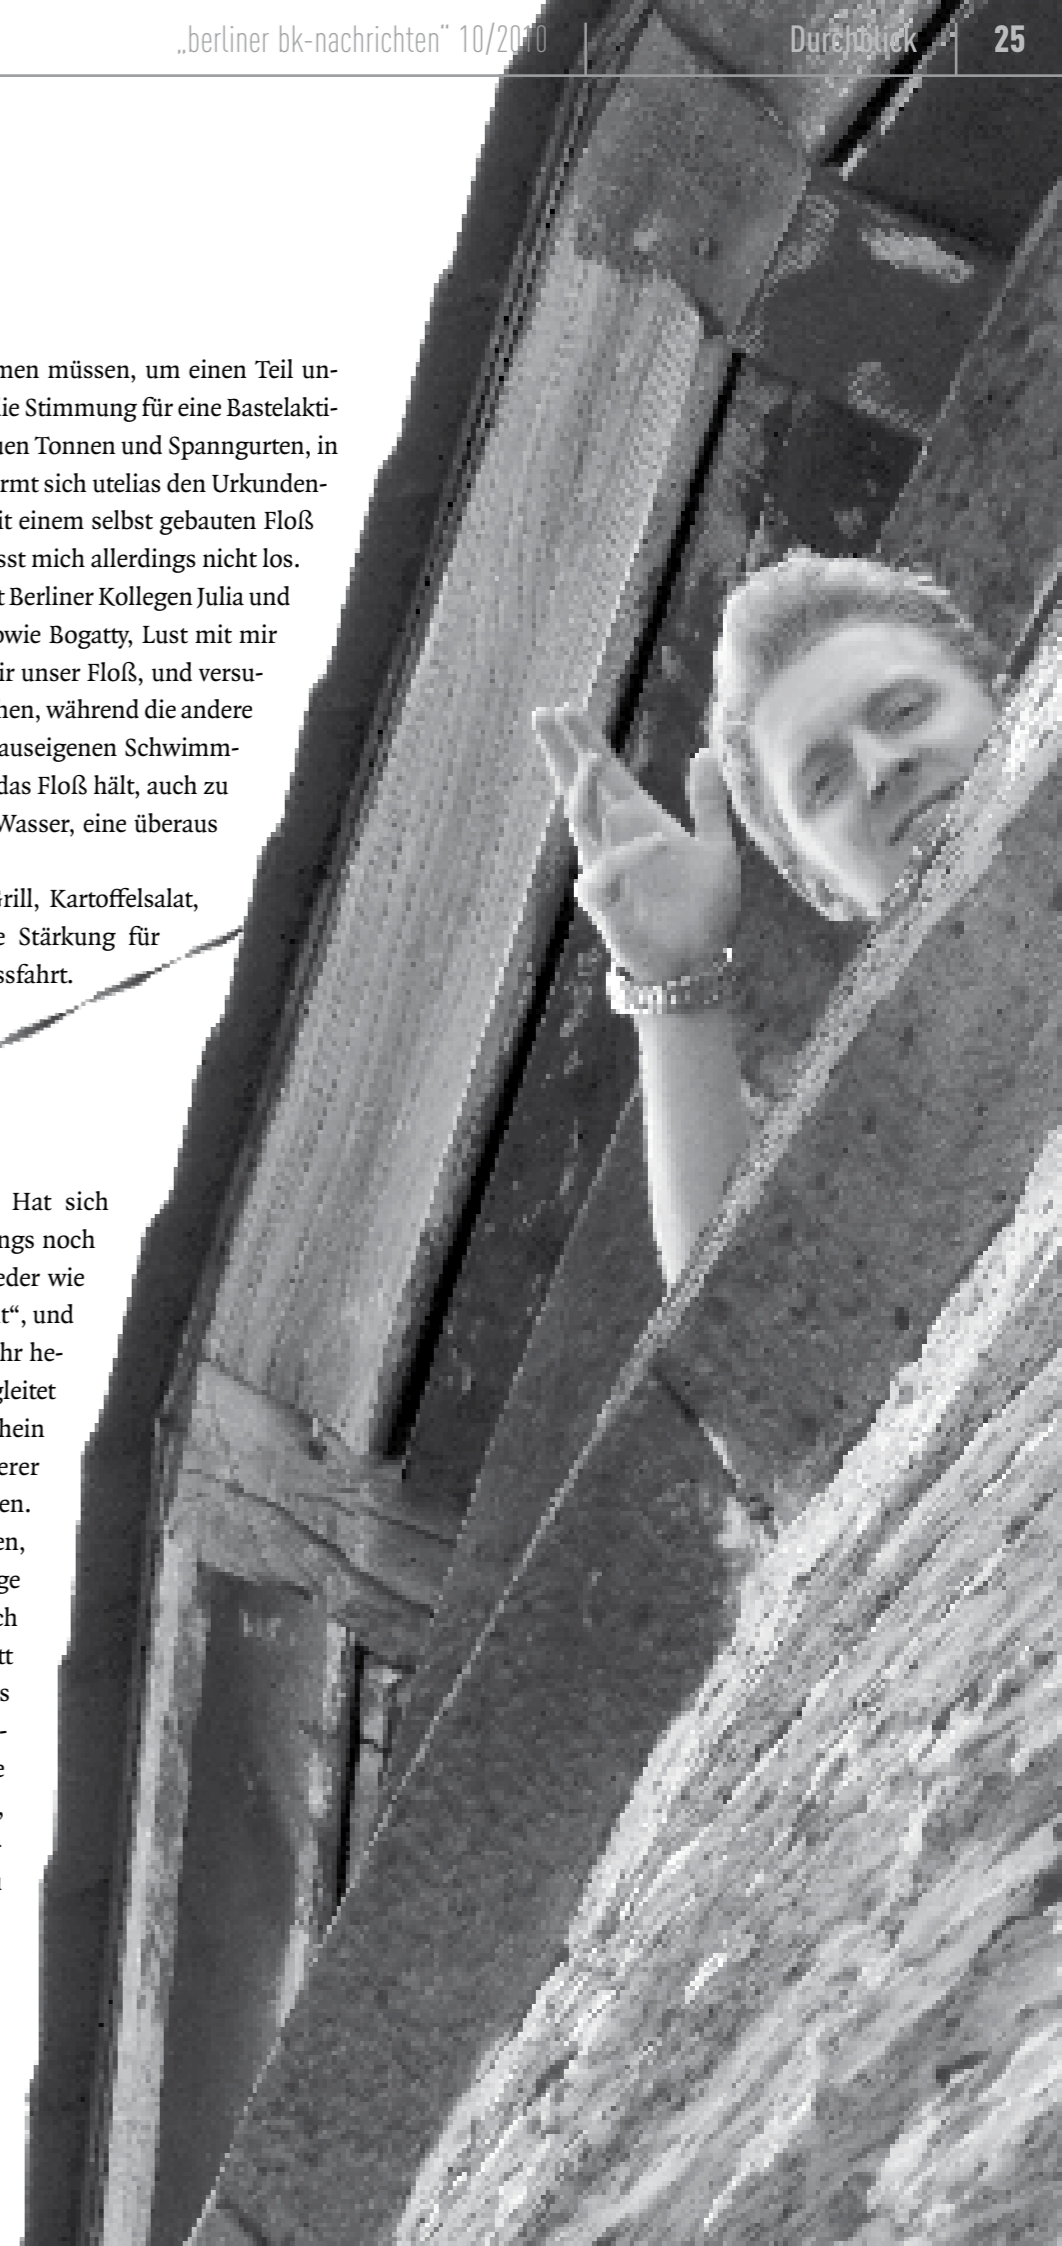 „berliner bk-nachrichten“ 10/2010 Durchblick 25
men müssen, um einen Teil un-
die Stimmung für eine Bastelakti-
uen Tonnen und Spanngurten, in
rmt sich utelias den Urkunden-
it einem selbst gebauten Floß
sst mich allerdings nicht los.
t Berliner Kollegen Julia und
owie Bogatty, Lust mit mir
ir unser Floß, und versu-
hen, während die andere
auseigenen Schwimm-
das Floß hält, auch zu
Wasser, eine überaus
Grill, Kartoffelsalat,
e Stärkung für
ssfahrt.
Hat sich
ngs noch
eder wie
t“, und
hr he-
gleitet
hein
erer
en.
en,
ge
ch
tt
s
-
e
,